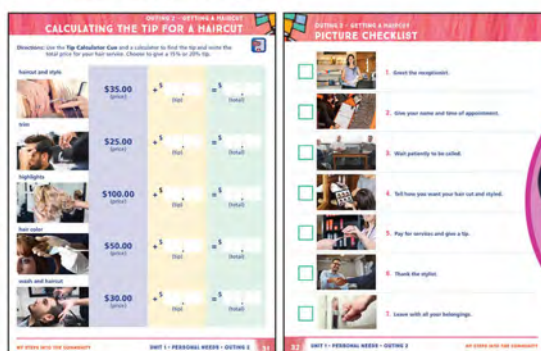 OUTING 2 • GETTING A HAIRCUT
CALCULATING THE TIP FOR A HAIRCUT
Directions: Use the Tip Calculator Cue and a calculator to find the tip and write the
total price for your hair service. Choose to give a 15% or 20% tip.
haircut and style
$35.00
(price)
+ $ .
(tip)
= $ .
(total)
trim
$25.00
(price)
+ $ .
(tip)
= $ .
(total)
highlights
$100.00
(price)
+ $ .
(tip)
= $ .
(total)
hair color
$50.00
(price)
+ $ .
(tip)
= $ .
(total)
wash and haircut
$30.00
(price)
+ $ .
(tip)
= $ .
(total)
MY STEPS INTO THE COMMUNITY
UNIT 1 • PERSONAL NEEDS • OUTING 2
31
OUTING 2 • GETTING A HAIRCUT
PICTURE CHECKLIST
1. Greet the receptionist.
2. Give your name and time of appointment.
3. Wait patiently to be called.
4. Tell how you want your hair cut and styled.
5. Pay for services and give a tip.
6. Thank the stylist.
7. Leave with all your belongings.
32
UNIT 1 • PERSONAL NEEDS • OUTING 2
MY STEPS INTO THE COMMUNITY